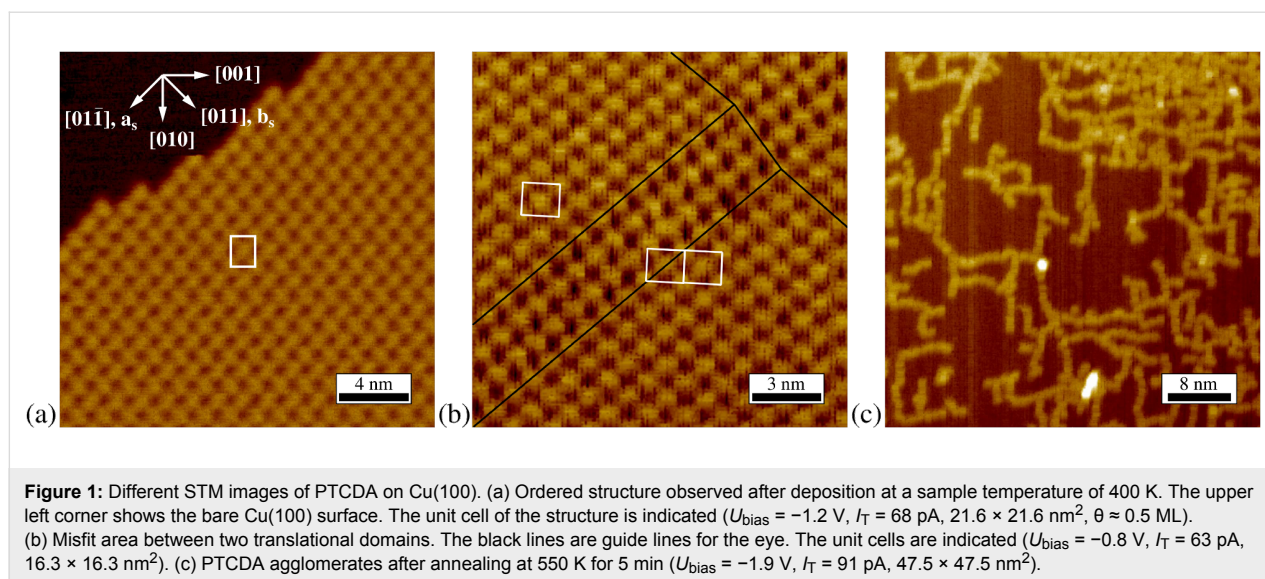 [001]
[011̄], aₛ
[011], bₛ
[010]
4 nm
3 nm
8 nm
(a)
(b)
(c)
Figure 1: Different STM images of PTCDA on Cu(100). (a) Ordered structure observed after deposition at a sample temperature of 400 K. The upper
left corner shows the bare Cu(100) surface. The unit cell of the structure is indicated (U_bias = −1.2 V, I_T = 68 pA, 21.6 × 21.6 nm², θ ≈ 0.5 ML).
(b) Misfit area between two translational domains. The black lines are guide lines for the eye. The unit cells are indicated (U_bias = −0.8 V, I_T = 63 pA,
16.3 × 16.3 nm²). (c) PTCDA agglomerates after annealing at 550 K for 5 min (U_bias = −1.9 V, I_T = 91 pA, 47.5 × 47.5 nm²).